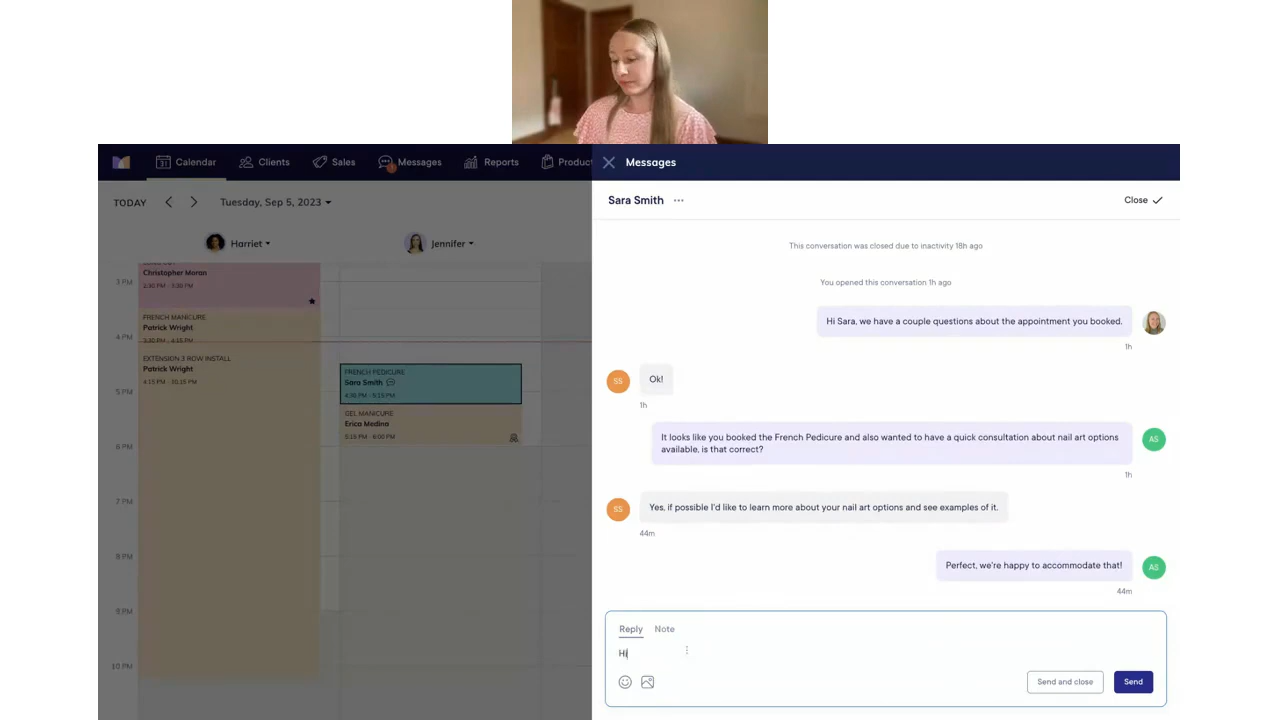 Calendar
Clients
Sales
Messages
Reports
Product
Messages
TODAY
Tuesday, Sep 5, 2023
Sara Smith
Close
Harriet
Jennifer
This conversation was closed due to inactivity 18h ago
You opened this conversation 1h ago
3 PM
Christopher Moran
FRENCH MANICURE
Patrick Wright
4 PM
EXTENSION 3 ROW INSTALL
Patrick Wright
FRENCH PEDICURE
Sara Smith
5 PM
GEL MANICURE
Erica Medina
6 PM
7 PM
8 PM
9 PM
10 PM
Hi Sara, we have a couple questions about the appointment you booked.
1h
SS
Ok!
1h
It looks like you booked the French Pedicure and also wanted to have a quick consultation about nail art options
available, is that correct?
AS
1h
SS
Yes, if possible I'd like to learn more about your nail art options and see examples of it.
44m
Perfect, we're happy to accommodate that!
AS
44m
Reply
Note
Hi
Send and close
Send